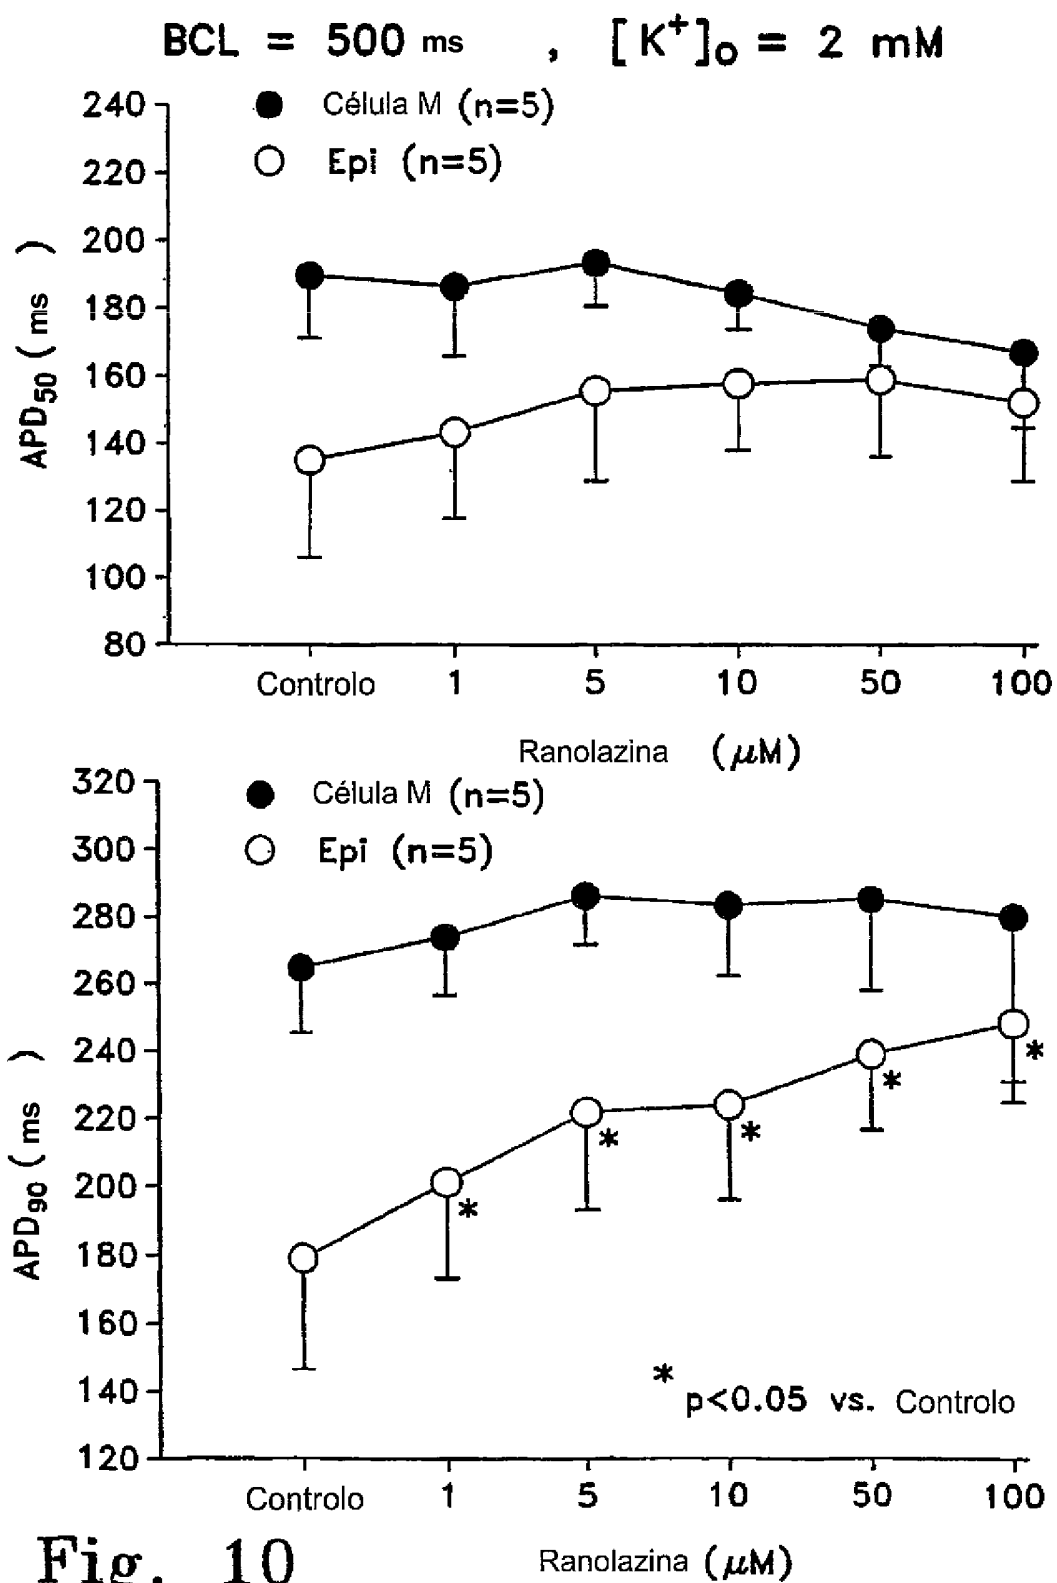 BCL = 500 ms , [K+]o = 2 mM
Célula M (n=5)
Epi (n=5)
240
220
200
180
160
140
120
100
80
APD50 ( ms )
Controlo 1 5 10 50 100
Ranolazina (μM)
Célula M (n=5)
Epi (n=5)
320
300
280
260
240
220
200
180
160
140
120
APD90 ( ms )
*
*
*
*
*
* p<0.05 vs. Controlo
Controlo 1 5 10 50 100
Ranolazina (μM)
Fig. 10